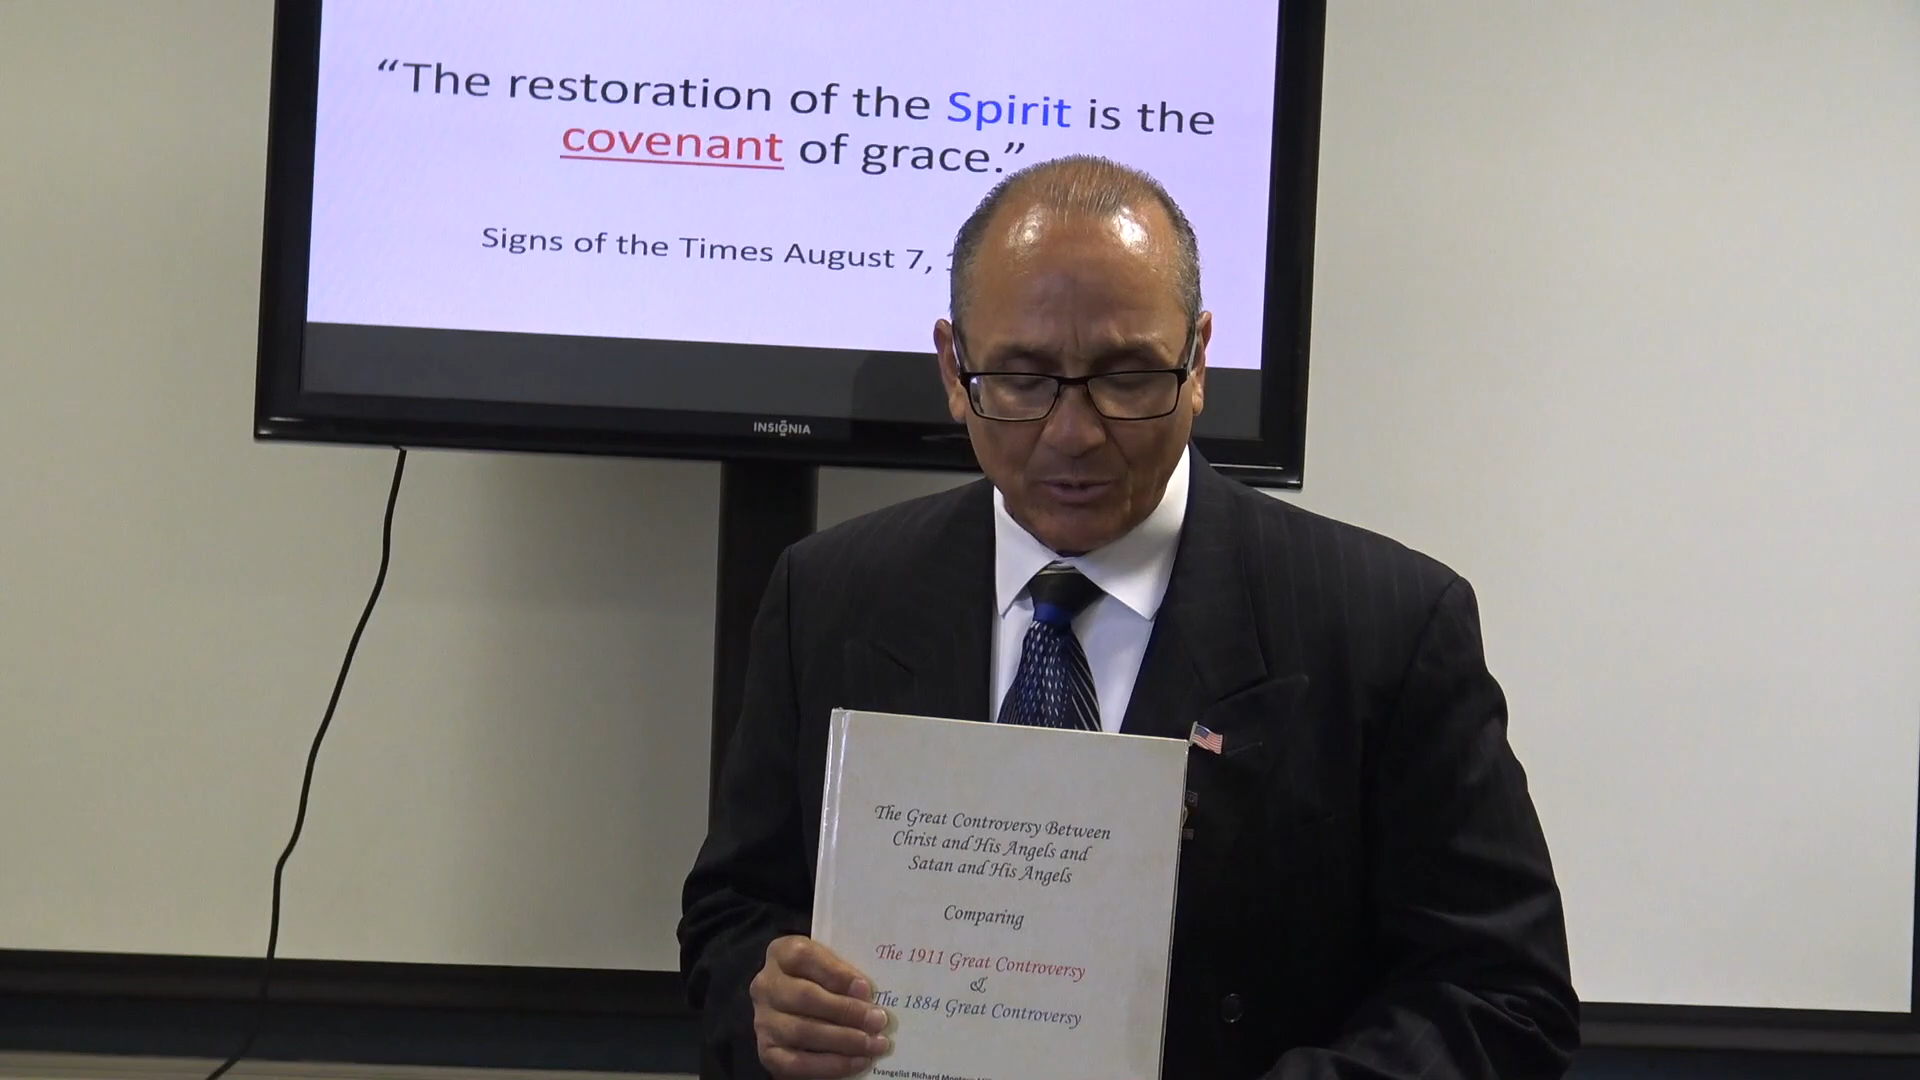 “The restoration of the Spirit is the
covenant of grace.”
Signs of the Times August 7,
INSIGNIA
The Great Controversy Between
Christ and His Angels and
Satan and His Angels
Comparing
The 1911 Great Controversy
&
The 1884 Great Controversy
Evangelist Richard